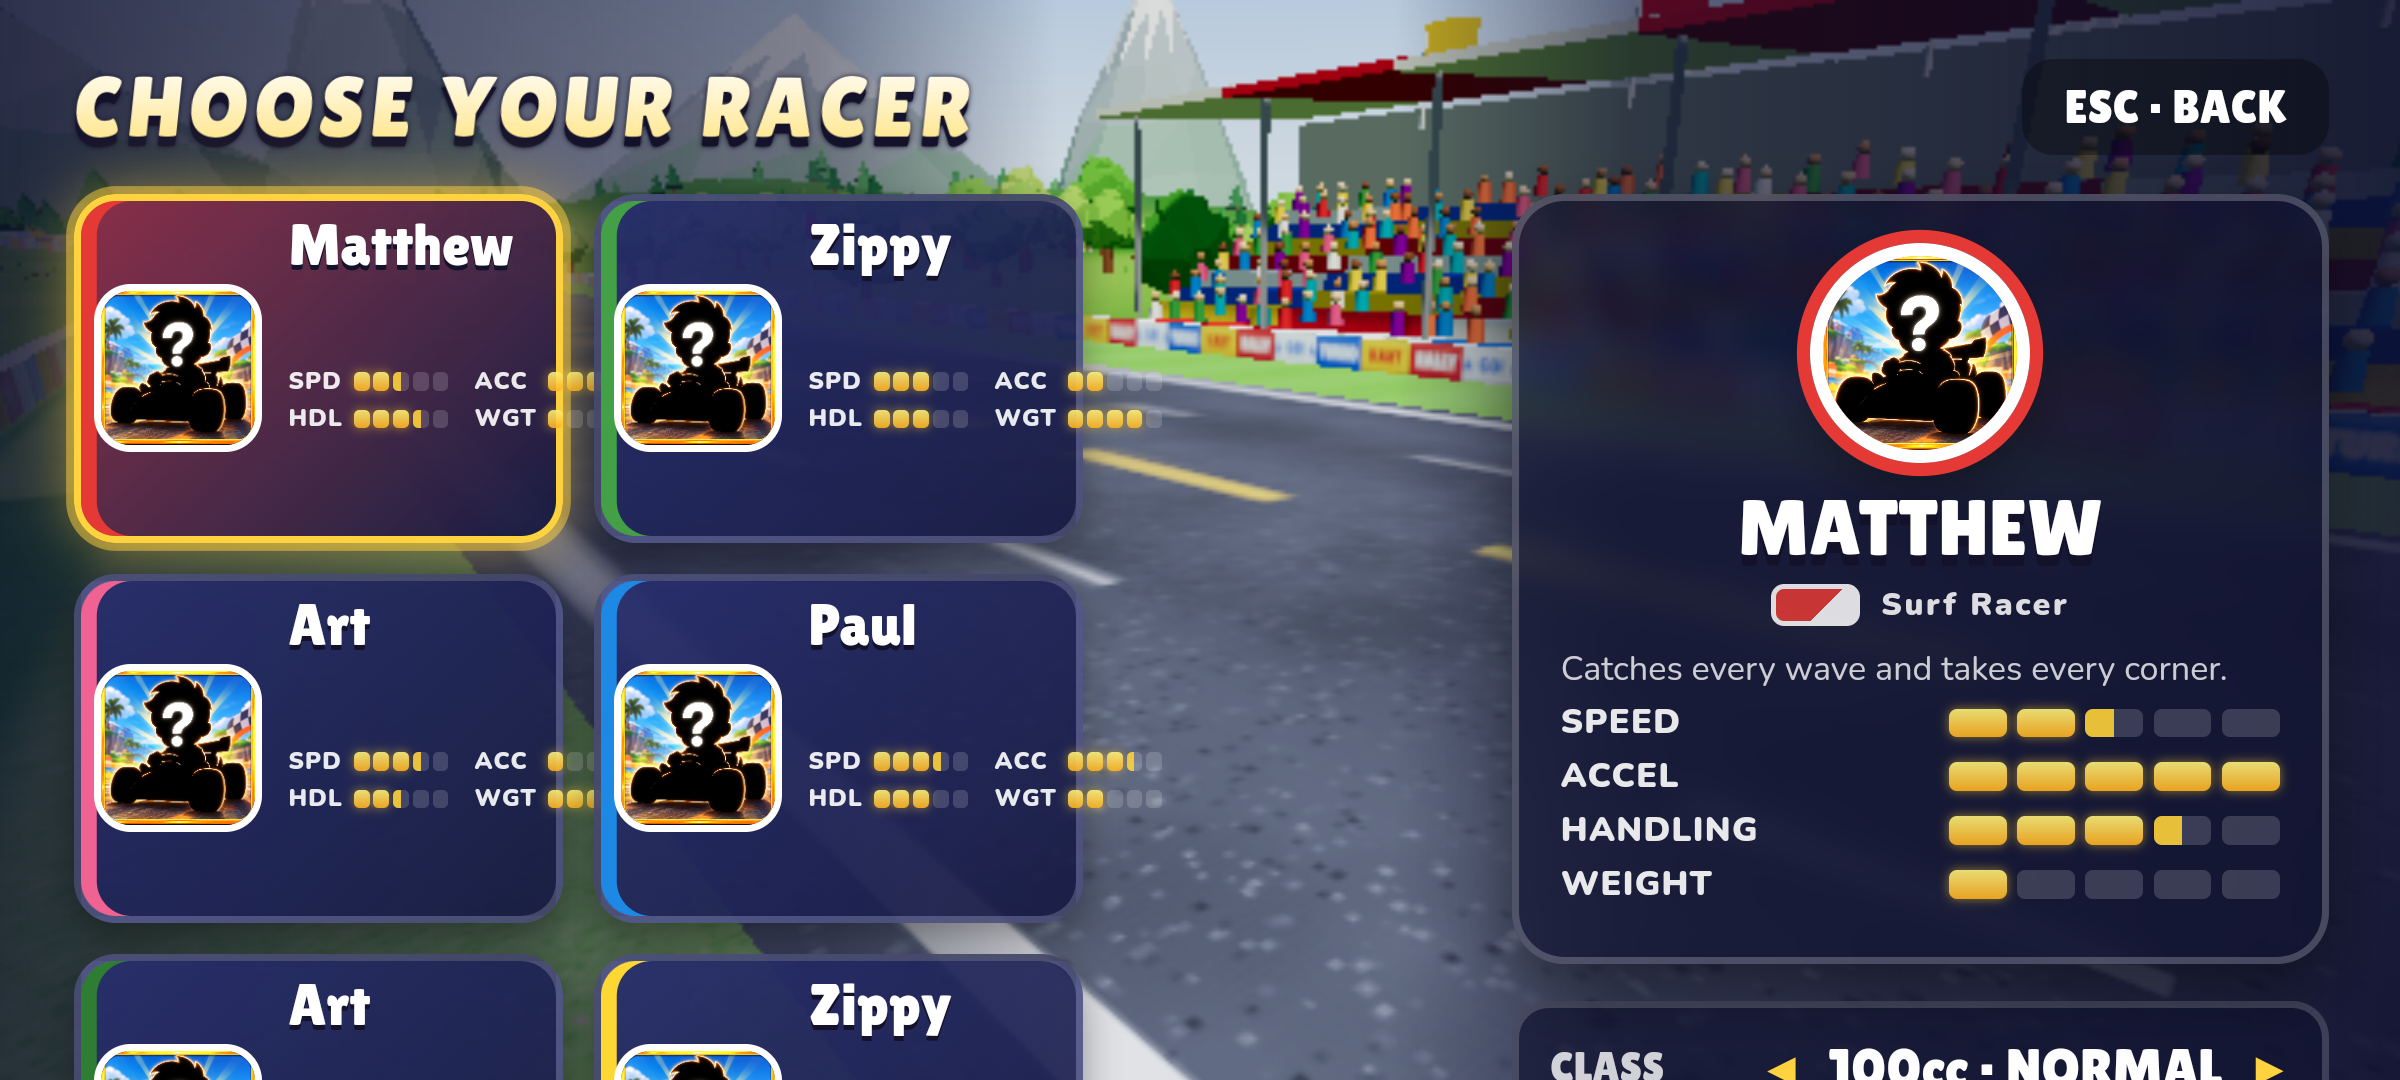 CHOOSE YOUR RACER
ESC · BACK
Matthew
?
SPD ACC
HDL WGT
Zippy
?
SPD ACC
HDL WGT
Art
?
SPD ACC
HDL WGT
Paul
?
SPD ACC
HDL WGT
Art
Zippy
?
MATTHEW
Surf Racer
Catches every wave and takes every corner.
SPEED
ACCEL
HANDLING
WEIGHT
CLASS
100cc · NORMAL
TURBO
RALLY